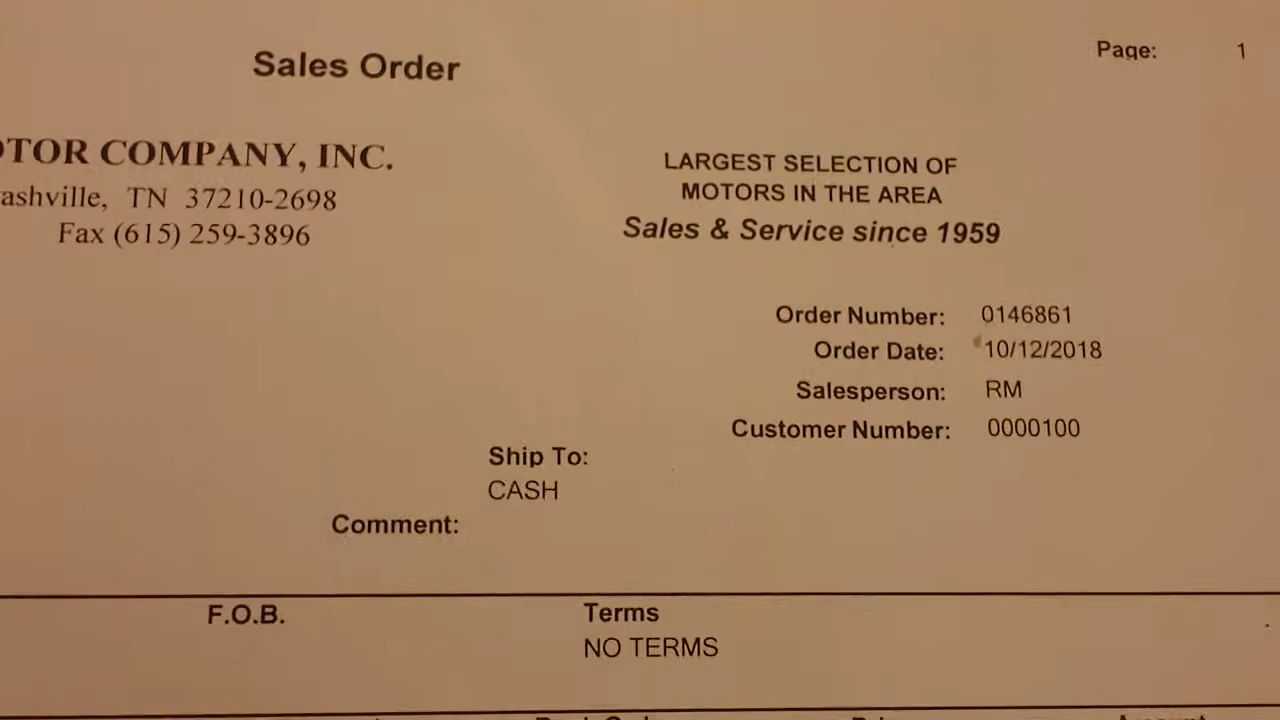 Sales Order
Page: 1
COMPANY, INC.
TN 37210-2698
Fax (615) 259-3896
LARGEST SELECTION OF
MOTORS IN THE AREA
Sales & Service since 1959
Order Number: 0146861
Order Date: 10/12/2018
Salesperson: RM
Customer Number: 0000100
Ship To:
CASH
Comment:
F.O.B.
Terms
NO TERMS